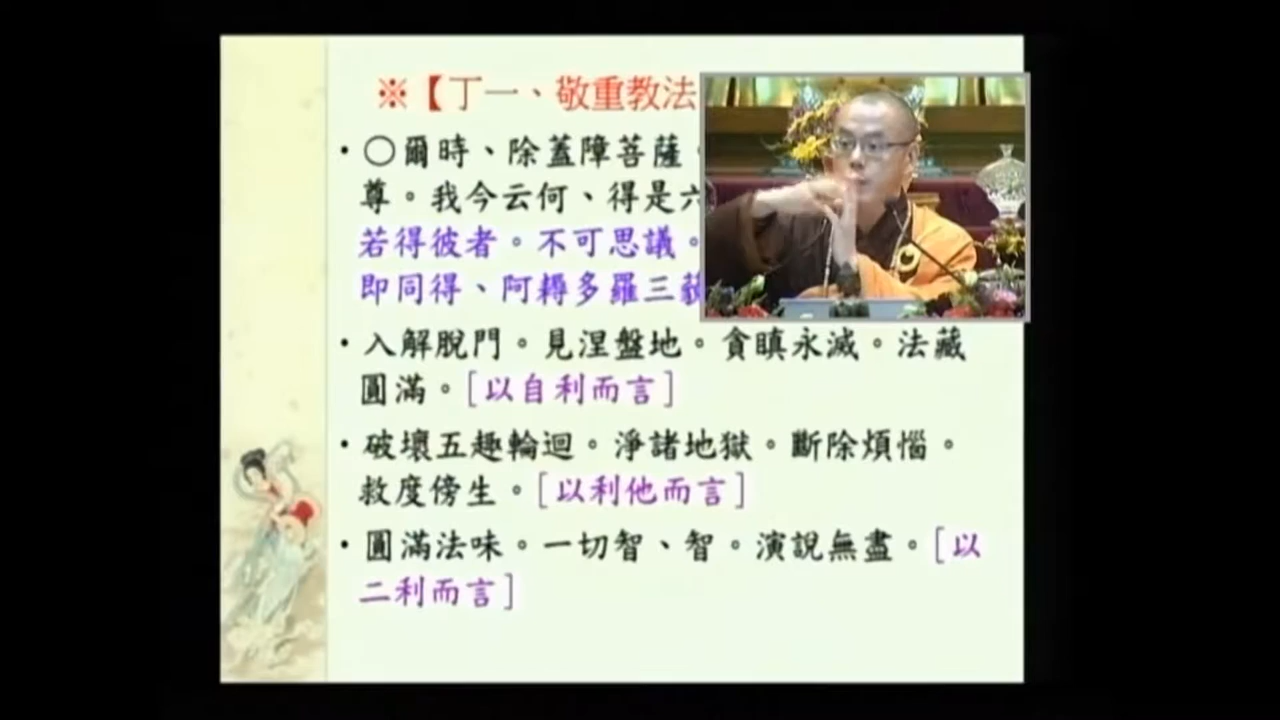 ※【丁一、敬重教法
・○爾時、除蓋障菩薩。
尊。我今云何、得是六
若得彼者。不可思議。
即同得、阿耨多羅三藐
・入解脫門。見涅盤地。貪瞋永滅。法藏
圓滿。[以自利而言]
・破壞五趣輪迴。淨諸地獄。斷除煩惱。
救度傍生。[以利他而言]
・圓滿法味。一切智、智。演說無盡。[以
二利而言]